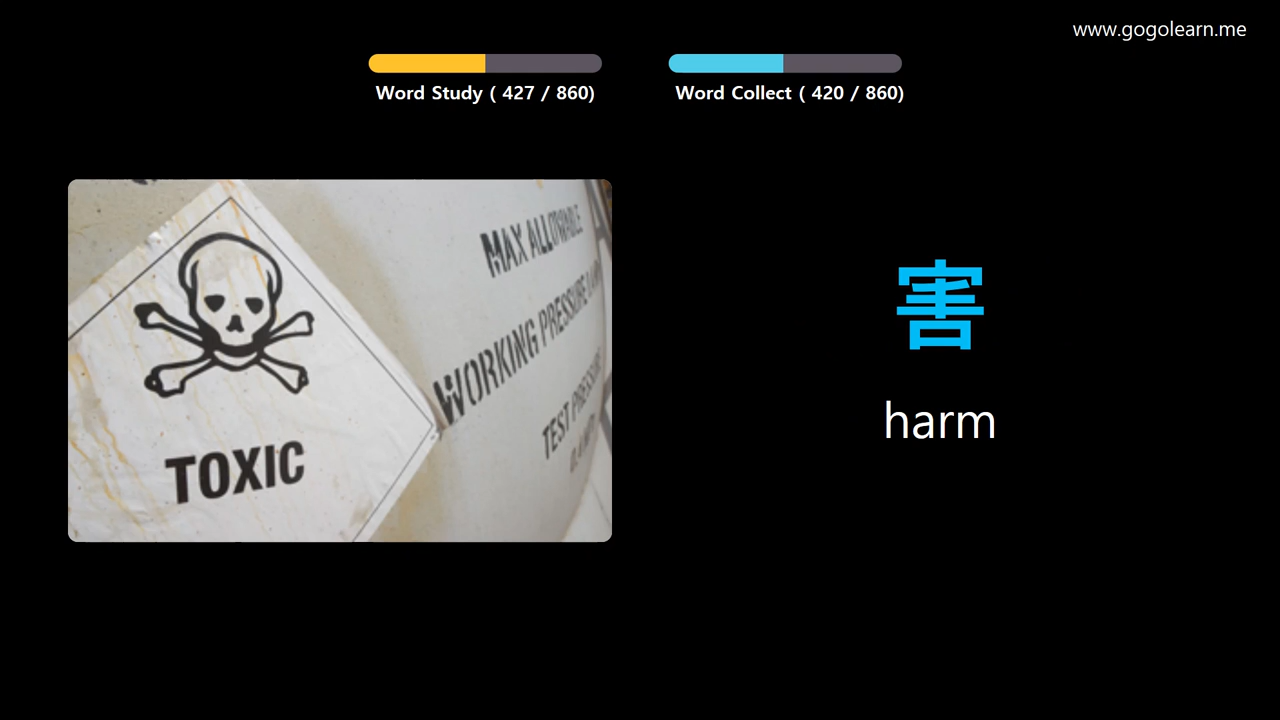 www.gogolearn.me
Word Study ( 427 / 860)
Word Collect ( 420 / 860)
TOXIC
MAX ALLOWABLE
WORKING PRESSURE
TEST PRESSURE
害
harm